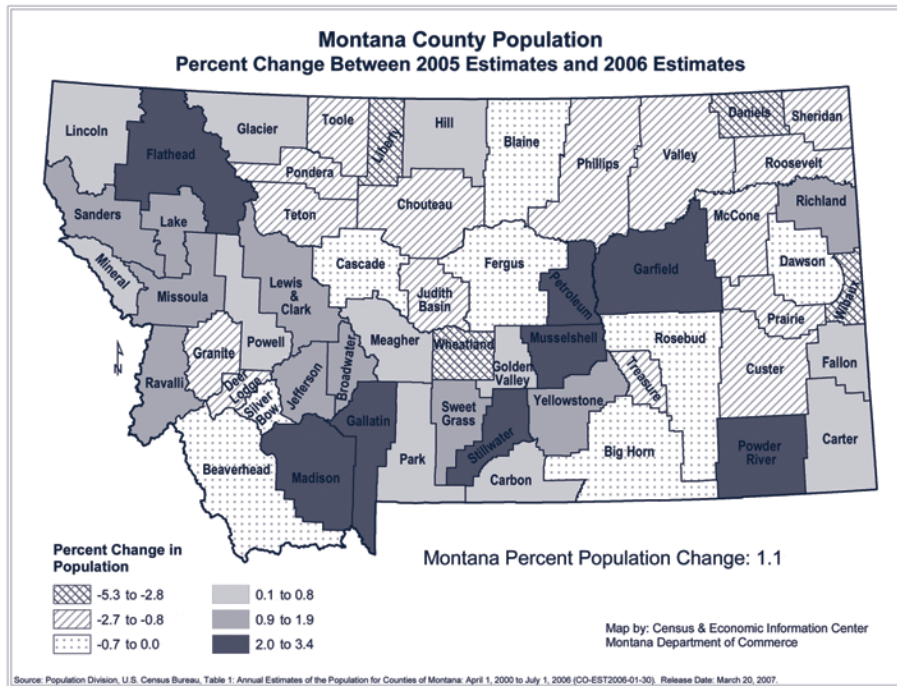 Montana County Population
Percent Change Between 2005 Estimates and 2006 Estimates
Lincoln
Flathead
Glacier
Toole
Liberty
Hill
Blaine
Phillips
Valley
Daniels
Sheridan
Roosevelt
Pondera
Teton
Chouteau
Sanders
Lake
McCone
Richland
Mineral
Missoula
Lewis
&
Clark
Cascade
Judith
Basin
Fergus
Petroleum
Garfield
Dawson
Wibaux
Prairie
Powell
Granite
Meagher
Wheatland
Golden
Valley
Musselshell
Rosebud
Treasure
Custer
Fallon
Ravalli
Deer
Lodge
Silver
Bow
Jefferson
Broadwater
Gallatin
Sweet
Grass
Stillwater
Yellowstone
Big Horn
Powder
River
Carter
Beaverhead
Madison
Park
Carbon
N
Percent Change in
Population
-5.3 to -2.8
-2.7 to -0.8
-0.7 to 0.0
0.1 to 0.8
0.9 to 1.9
2.0 to 3.4
Montana Percent Population Change: 1.1
Map by: Census & Economic Information Center
Montana Department of Commerce
Source: Population Division, U.S. Census Bureau, Table 1: Annual Estimates of the Population for Counties of Montana: April 1, 2000 to July 1, 2006 (CO-EST2006-01-30). Release Date: March 20, 2007.